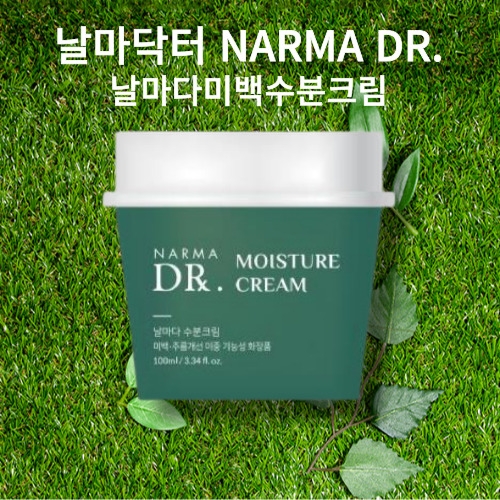 날마닥터 NARMA DR.
날마다미백수분크림
NARMA
DR.
MOISTURE
CREAM
날마다 수분크림
미백·주름개선 이중 기능성 화장품
100ml / 3.34 fl. oz.